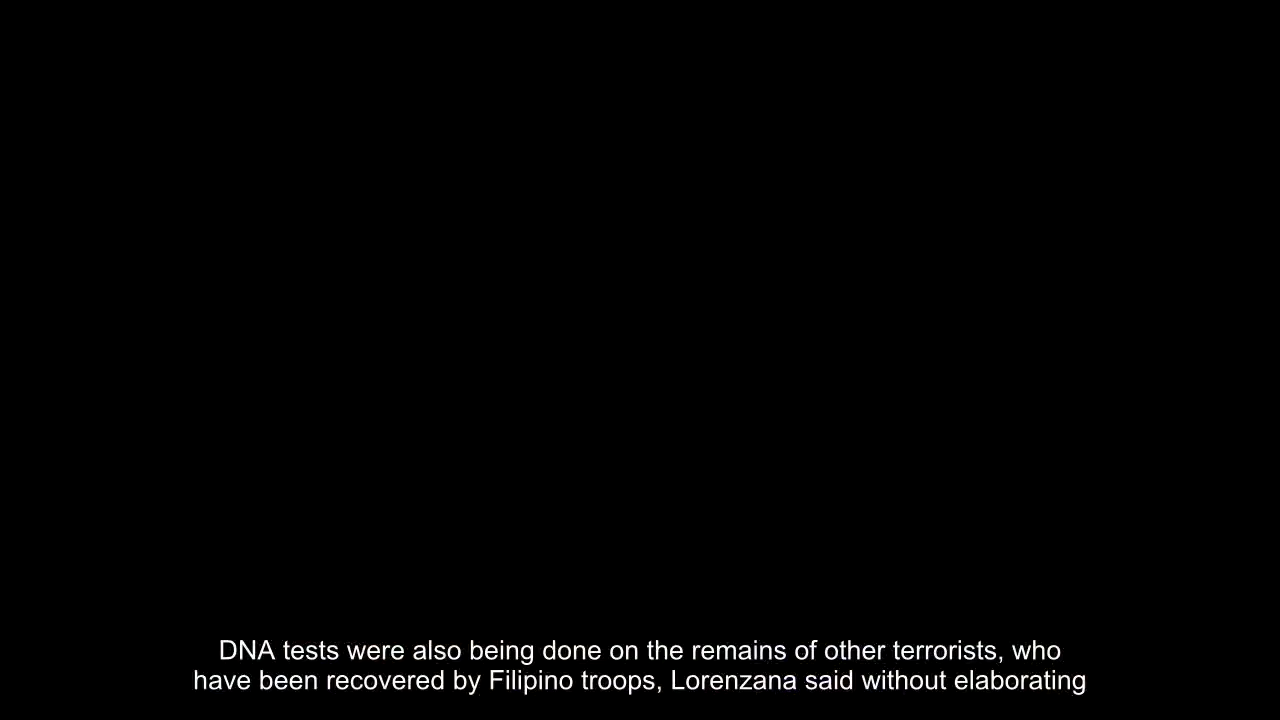 DNA tests were also being done on the remains of other terrorists, who
have been recovered by Filipino troops, Lorenzana said without elaborating